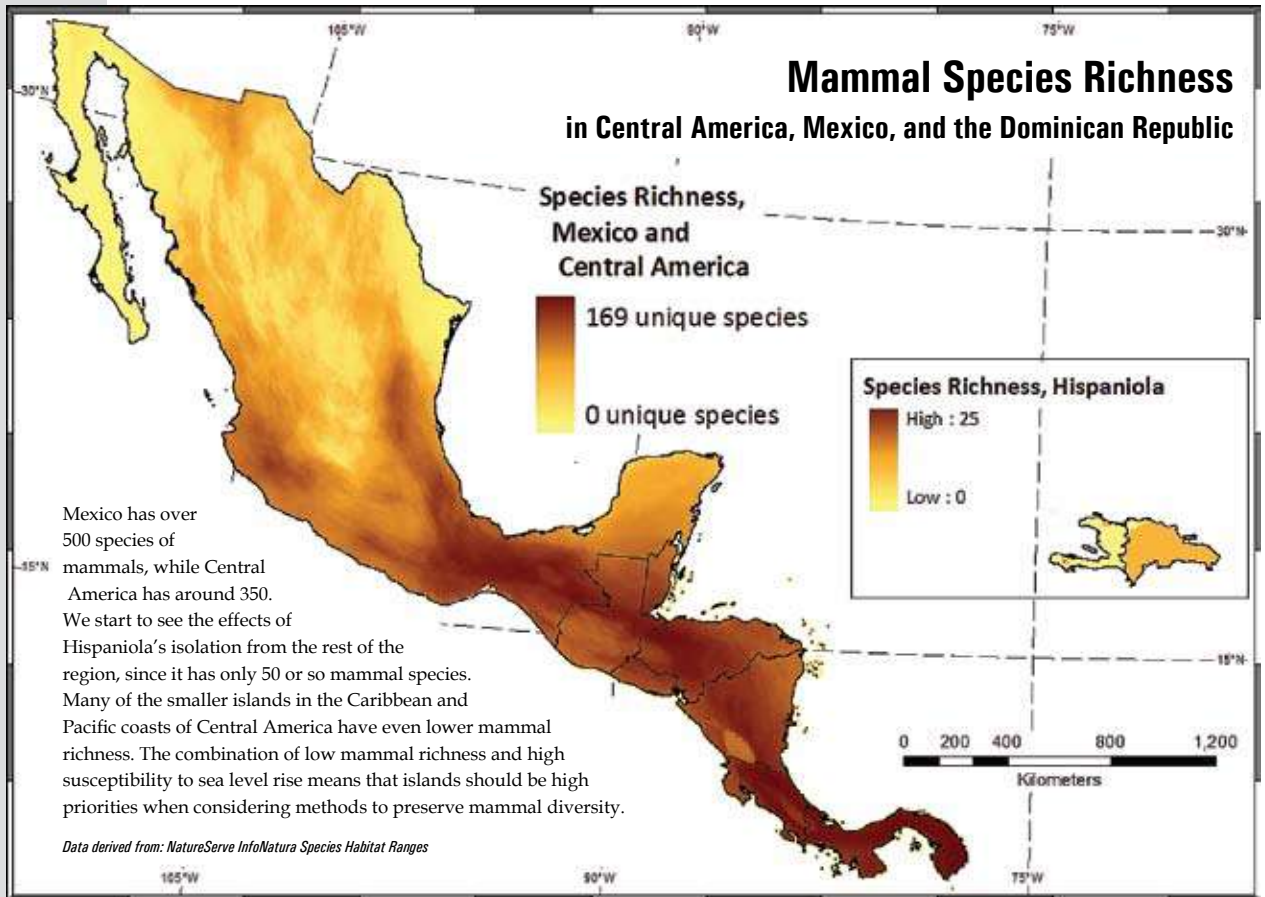 105°W
90°W
75°W
Mammal Species Richness
in Central America, Mexico, and the Dominican Republic
30°N
30°N
Species Richness,
Mexico and
Central America
169 unique species
0 unique species
Species Richness, Hispaniola
High : 25
Low : 0
Mexico has over
500 species of
mammals, while Central
America has around 350.
We start to see the effects of
Hispaniola's isolation from the rest of the
region, since it has only 50 or so mammal species.
Many of the smaller islands in the Caribbean and
Pacific coasts of Central America have even lower mammal
richness. The combination of low mammal richness and high
susceptibility to sea level rise means that islands should be high
priorities when considering methods to preserve mammal diversity.
Data derived from: NatureServe InfoNatura Species Habitat Ranges
15°N
15°N
0 200 400 800 1,200
Kilometers
105°W
90°W
75°W